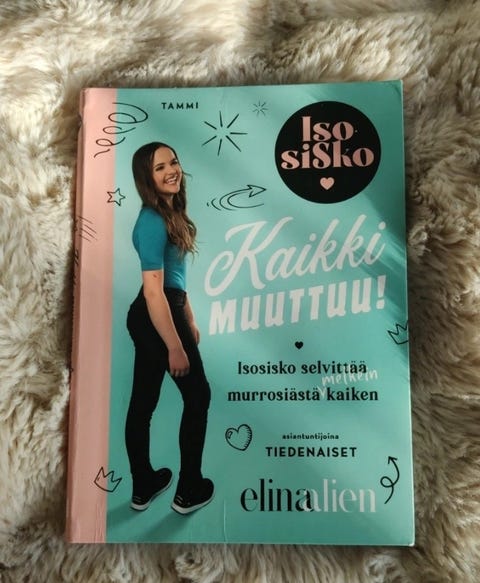 TAMMI
Iso
siSko
Kaikki
MUUTTUU!
Isosisko selvittää
melkein
murrosiästä kaiken
asiantuntijoina
TIEDENAISET
elinaalien